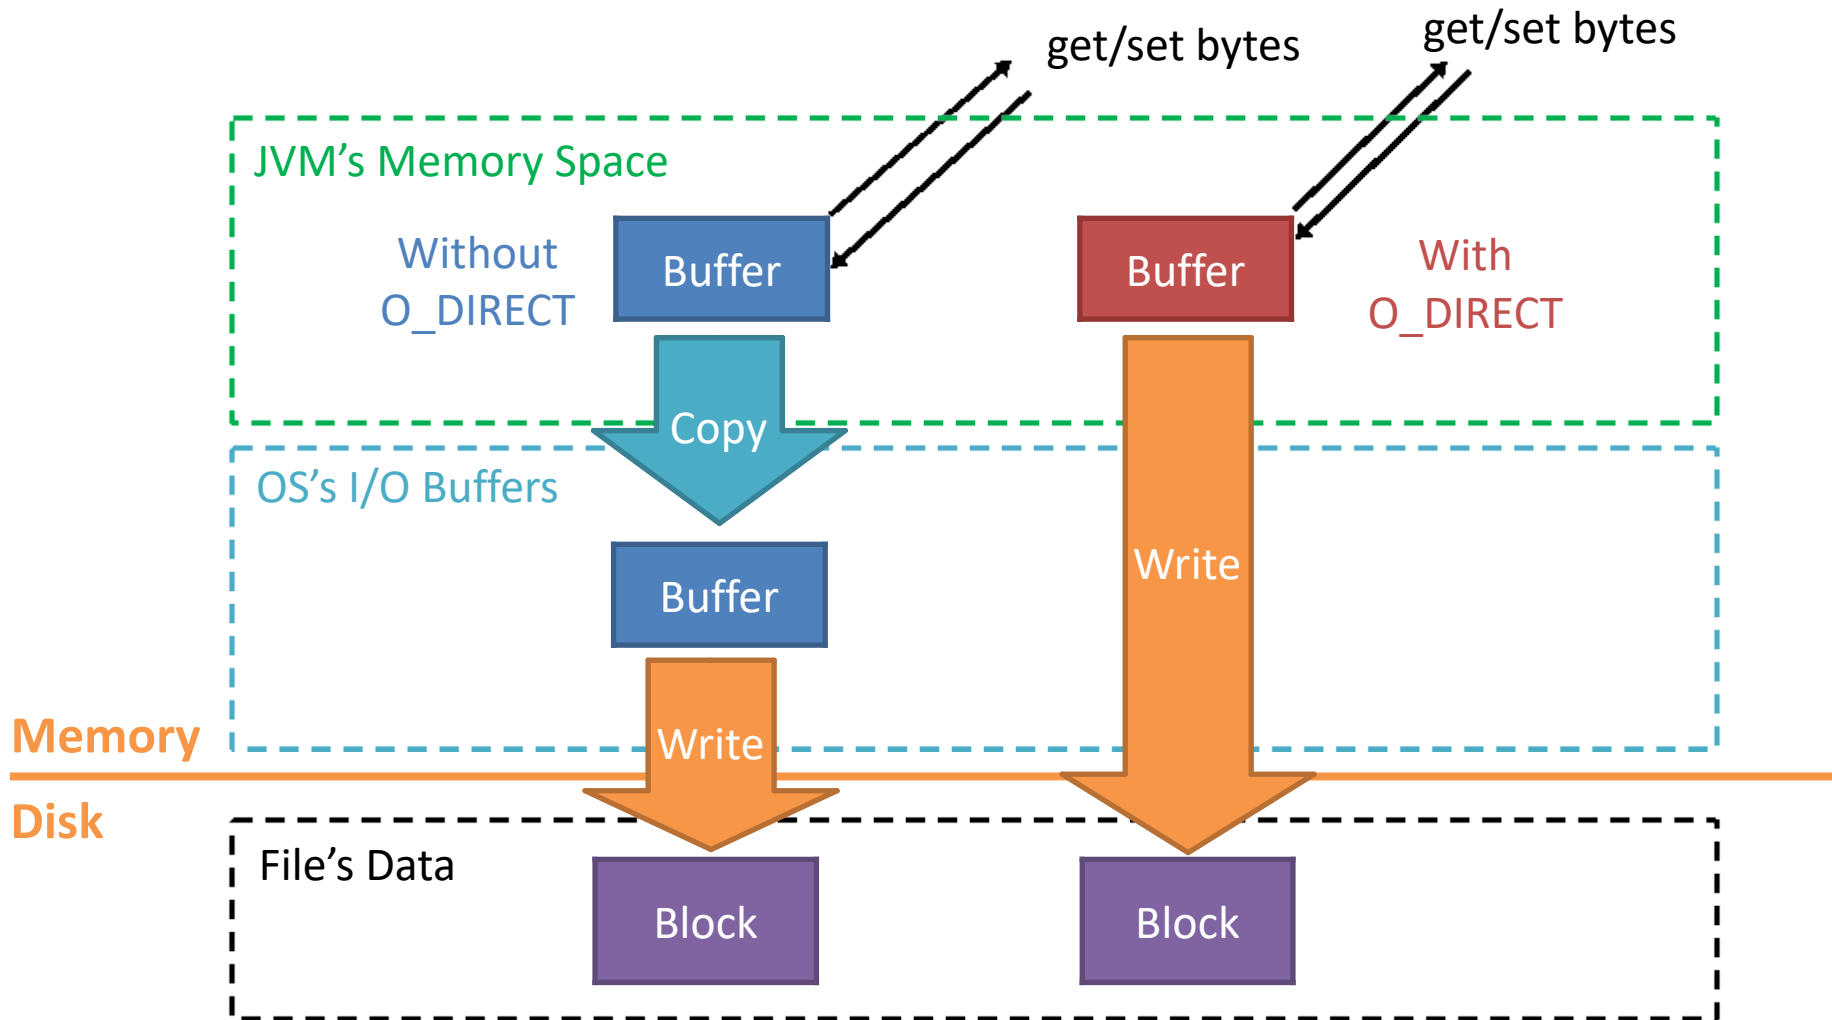 get/set bytes
get/set bytes
JVM’s Memory Space
Without
O_DIRECT
Buffer
Buffer
With
O_DIRECT
Copy
OS’s I/O Buffers
Write
Buffer
Memory
Write
Disk
File’s Data
Block
Block